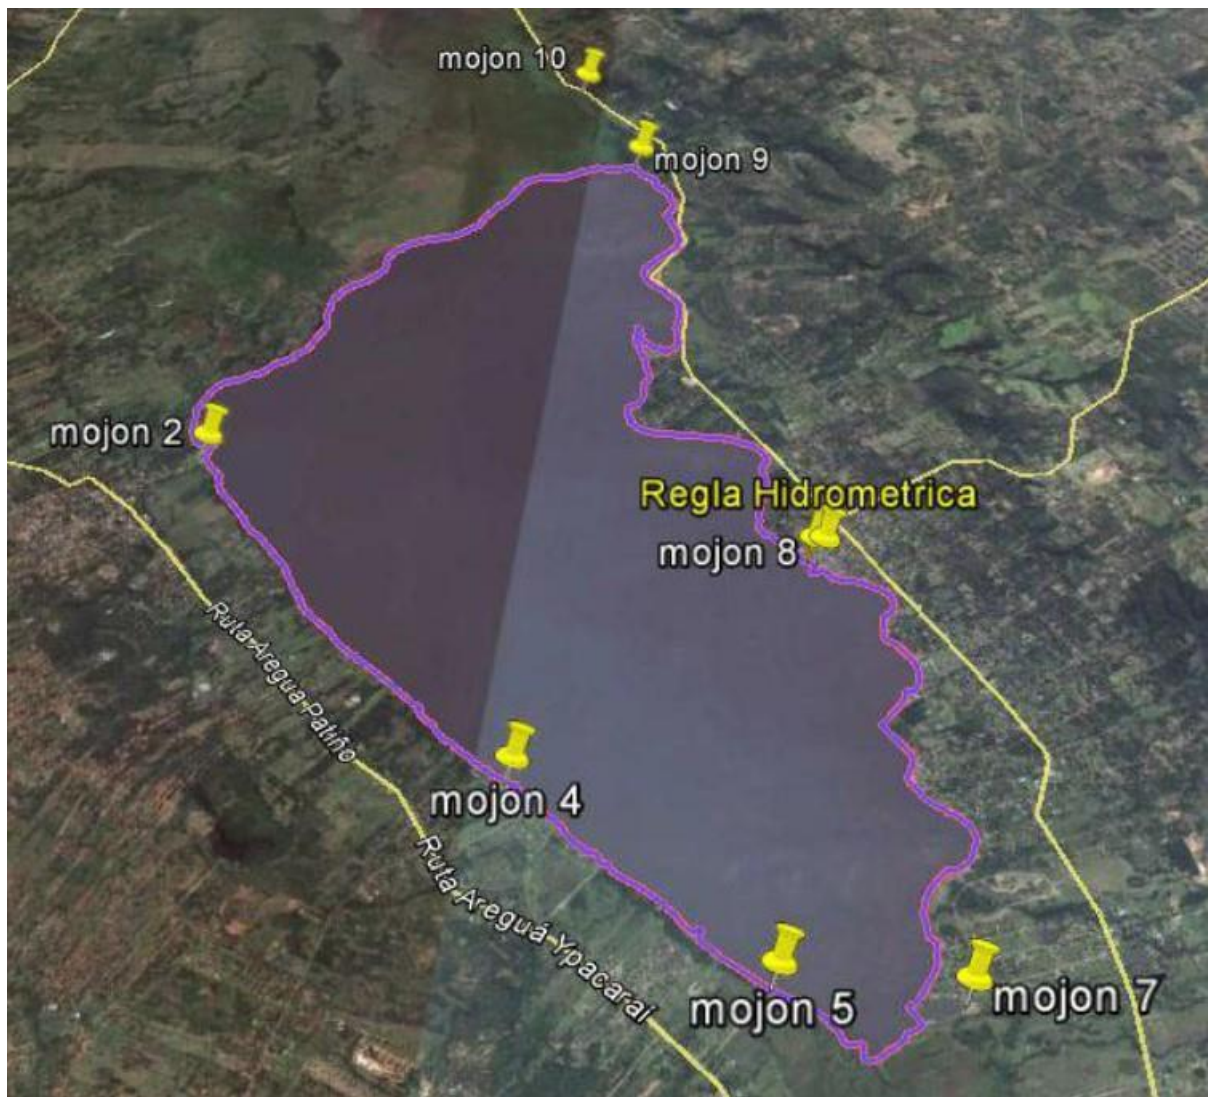 mojon 10
mojon 9
mojon 2
Regla Hidrometrica
mojon 8
Ruta Aregua-Patiño
mojon 4
Ruta Areguá Ypacarai
mojon 5
mojon 7